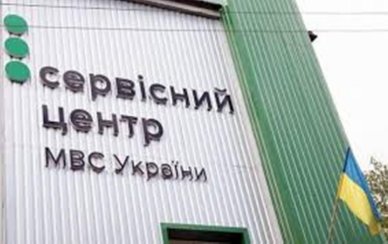 сервісний
центр
МВС України